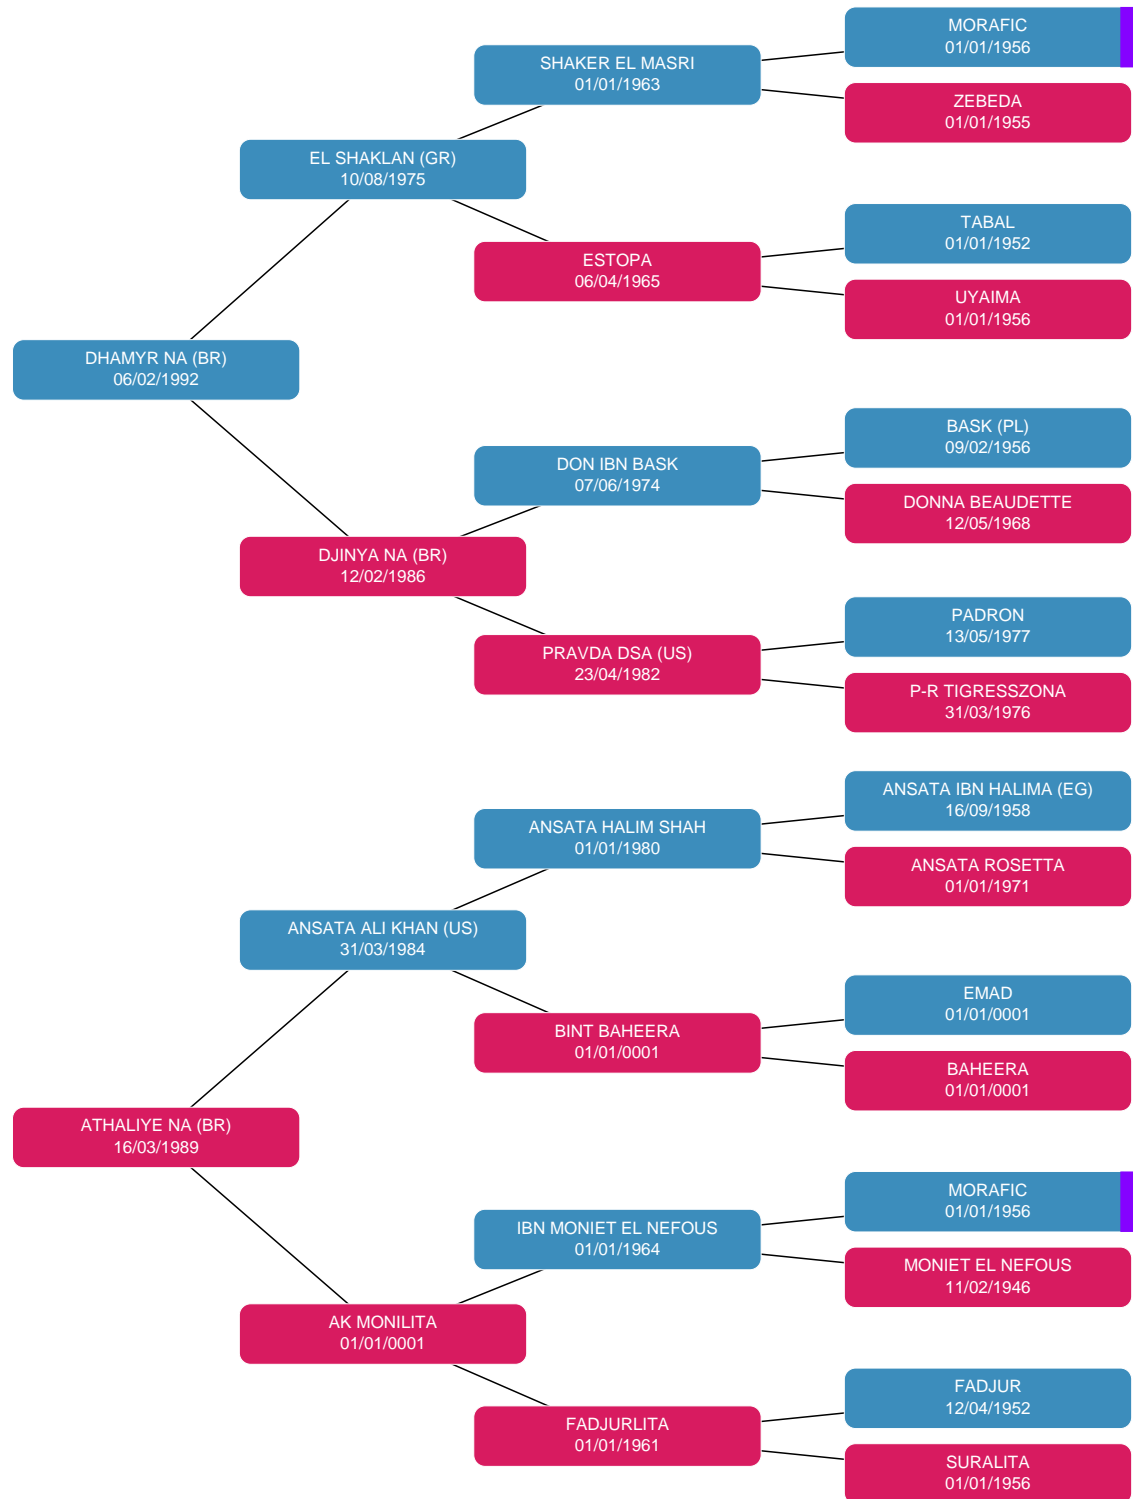 MORAFIC
01/01/1956
SHAKER EL MASRI
01/01/1963
ZEBEDA
01/01/1955
EL SHAKLAN (GR)
10/08/1975
TABAL
01/01/1952
ESTOPA
06/04/1965
UYAIMA
01/01/1956
DHAMYR NA (BR)
06/02/1992
BASK (PL)
09/02/1956
DON IBN BASK
07/06/1974
DONNA BEAUDETTE
12/05/1968
DJINYA NA (BR)
12/02/1986
PADRON
13/05/1977
PRAVDA DSA (US)
23/04/1982
P-R TIGRESSZONA
31/03/1976
ANSATA IBN HALIMA (EG)
16/09/1958
ANSATA HALIM SHAH
01/01/1980
ANSATA ROSETTA
01/01/1971
ANSATA ALI KHAN (US)
31/03/1984
EMAD
01/01/0001
BINT BAHEERA
01/01/0001
BAHEERA
01/01/0001
ATHALIYE NA (BR)
16/03/1989
MORAFIC
01/01/1956
IBN MONIET EL NEFOUS
01/01/1964
MONIET EL NEFOUS
11/02/1946
AK MONILITA
01/01/0001
FADJUR
12/04/1952
FADJURLITA
01/01/1961
SURALITA
01/01/1956